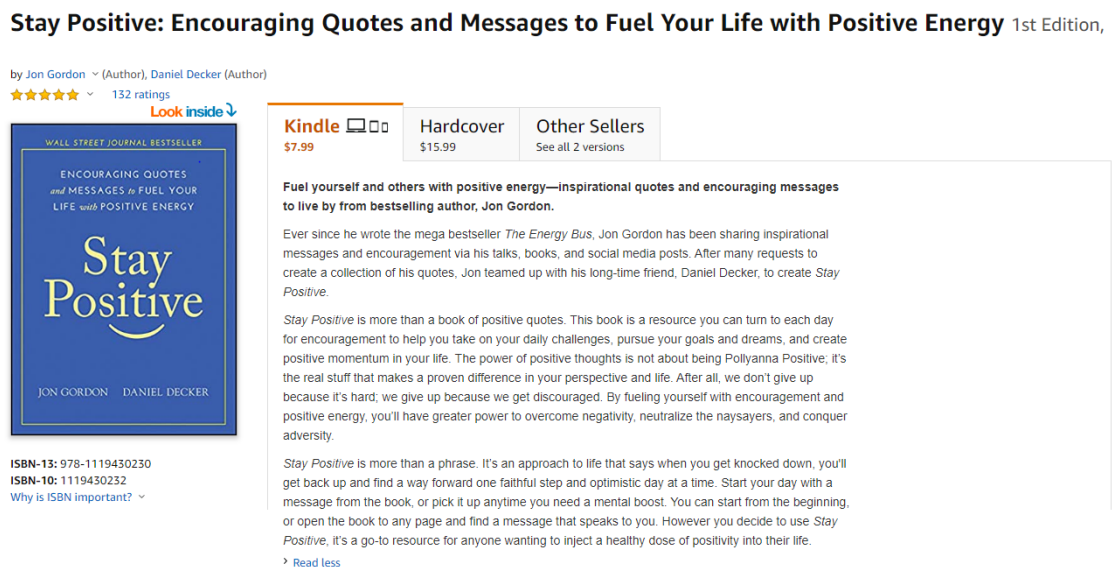 Stay Positive: Encouraging Quotes and Messages to Fuel Your Life with Positive Energy 1st Edition,
by Jon Gordon (Author), Daniel Decker (Author)
132 ratings
Look inside
WALL STREET JOURNAL BESTSELLER
ENCOURAGING QUOTES
and MESSAGES to FUEL YOUR
LIFE with POSITIVE ENERGY
Stay
Positive
JON GORDON DANIEL DECKER
ISBN-13: 978-1119430230
ISBN-10: 1119430232
Why is ISBN important?
Kindle
$7.99
Hardcover
$15.99
Other Sellers
See all 2 versions
Fuel yourself and others with positive energy—inspirational quotes and encouraging messages
to live by from bestselling author, Jon Gordon.
Ever since he wrote the mega bestseller The Energy Bus, Jon Gordon has been sharing inspirational
messages and encouragement via his talks, books, and social media posts. After many requests to
create a collection of his quotes, Jon teamed up with his long-time friend, Daniel Decker, to create Stay
Positive.
Stay Positive is more than a book of positive quotes. This book is a resource you can turn to each day
for encouragement to help you take on your daily challenges, pursue your goals and dreams, and create
positive momentum in your life. The power of positive thoughts is not about being Pollyanna Positive; it's
the real stuff that makes a proven difference in your perspective and life. After all, we don't give up
because it's hard; we give up because we get discouraged. By fueling yourself with encouragement and
positive energy, you'll have greater power to overcome negativity, neutralize the naysayers, and conquer
adversity.
Stay Positive is more than a phrase. It's an approach to life that says when you get knocked down, you'll
get back up and find a way forward one faithful step and optimistic day at a time. Start your day with a
message from the book, or pick it up anytime you need a mental boost. You can start from the beginning,
or open the book to any page and find a message that speaks to you. However you decide to use Stay
Positive, it's a go-to resource for anyone wanting to inject a healthy dose of positivity into their life.
Read less